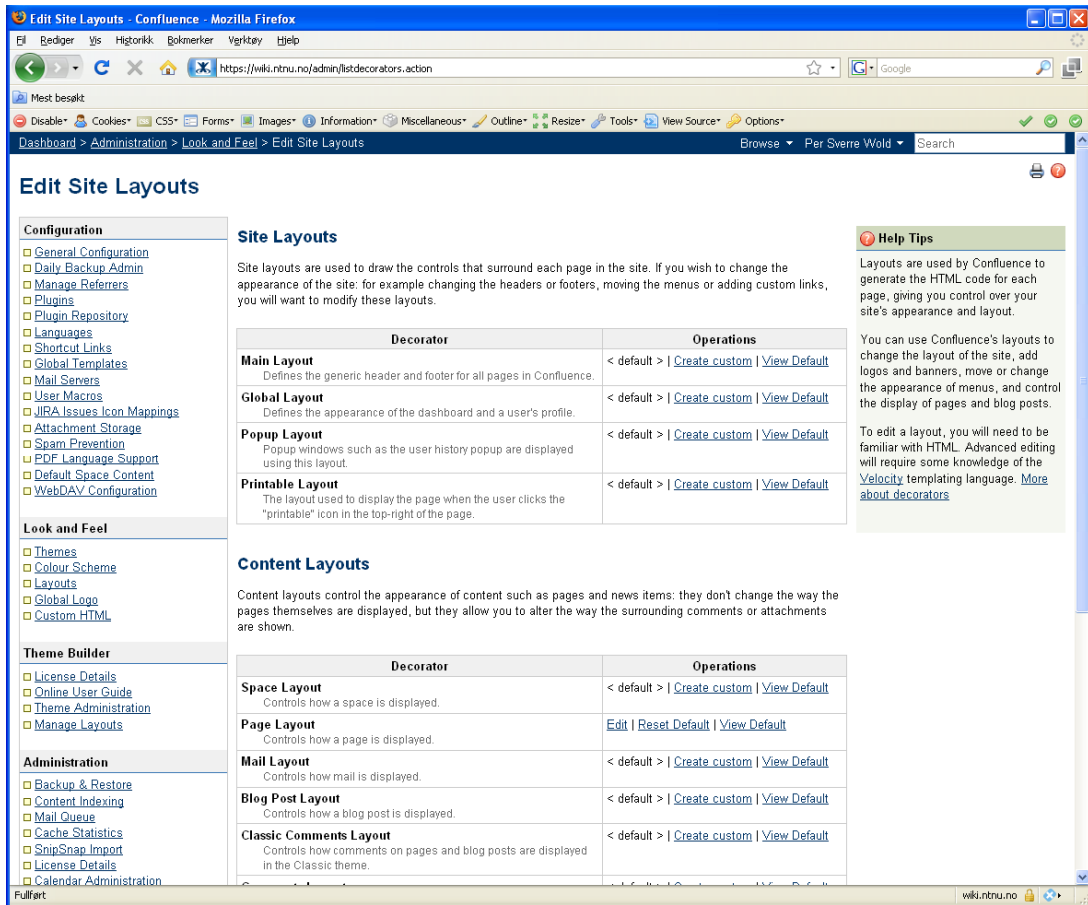 Edit Site Layouts - Confluence - Mozilla Firefox
Fil Rediger Vis Historikk Bokmerker Verktøy Hjelp
https://wiki.ntnu.no/admin/listdecorators.action
Google
Mest besøkt
Disable Cookies CSS Forms Images Information Miscellaneous Outline Resize Tools View Source Options
Dashboard > Administration > Look and Feel > Edit Site Layouts
Browse Per Sverre Wold Search
Edit Site Layouts
Configuration
General Configuration
Daily Backup Admin
Manage Referrers
Plugins
Plugin Repository
Languages
Shortcut Links
Global Templates
Mail Servers
User Macros
JIRA Issues Icon Mappings
Attachment Storage
Spam Prevention
PDF Language Support
Default Space Content
WebDAV Configuration
Look and Feel
Themes
Colour Scheme
Layouts
Global Logo
Custom HTML
Theme Builder
License Details
Online User Guide
Theme Administration
Manage Layouts
Administration
Backup & Restore
Content Indexing
Mail Queue
Cache Statistics
SnipSnap Import
License Details
Calendar Administration
Site Layouts
Site layouts are used to draw the controls that surround each page in the site. If you wish to change the
appearance of the site: for example changing the headers or footers, moving the menus or adding custom links,
you will want to modify these layouts.
Decorator Operations
Main Layout < default > | Create custom | View Default
Defines the generic header and footer for all pages in Confluence.
Global Layout < default > | Create custom | View Default
Defines the appearance of the dashboard and a user's profile.
Popup Layout < default > | Create custom | View Default
Popup windows such as the user history popup are displayed
using this layout.
Printable Layout < default > | Create custom | View Default
The layout used to display the page when the user clicks the
"printable" icon in the top-right of the page.
Content Layouts
Content layouts control the appearance of content such as pages and news items: they don't change the way the
pages themselves are displayed, but they allow you to alter the way the surrounding comments or attachments
are shown.
Decorator Operations
Space Layout < default > | Create custom | View Default
Controls how a space is displayed.
Page Layout Edit | Reset Default | View Default
Controls how a page is displayed.
Mail Layout < default > | Create custom | View Default
Controls how mail is displayed.
Blog Post Layout < default > | Create custom | View Default
Controls how a blog post is displayed.
Classic Comments Layout < default > | Create custom | View Default
Controls how comments on pages and blog posts are displayed
in the Classic theme.
Help Tips
Layouts are used by Confluence to
generate the HTML code for each
page, giving you control over your
site's appearance and layout.
You can use Confluence's layouts to
change the layout of the site, add
logos and banners, move or change
the appearance of menus, and control
the display of pages and blog posts.
To edit a layout, you will need to be
familiar with HTML. Advanced editing
will require some knowledge of the
Velocity templating language. More
about decorators
Fullført
wiki.ntnu.no